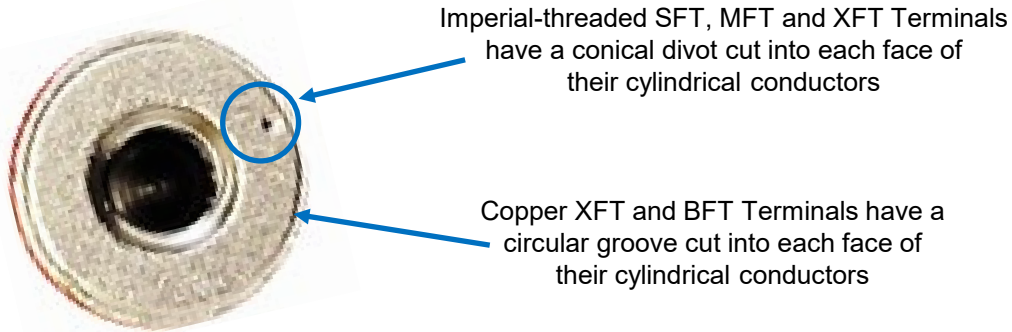 Imperial-threaded SFT, MFT and XFT Terminals
have a conical divot cut into each face of
their cylindrical conductors
Copper XFT and BFT Terminals have a
circular groove cut into each face of
their cylindrical conductors